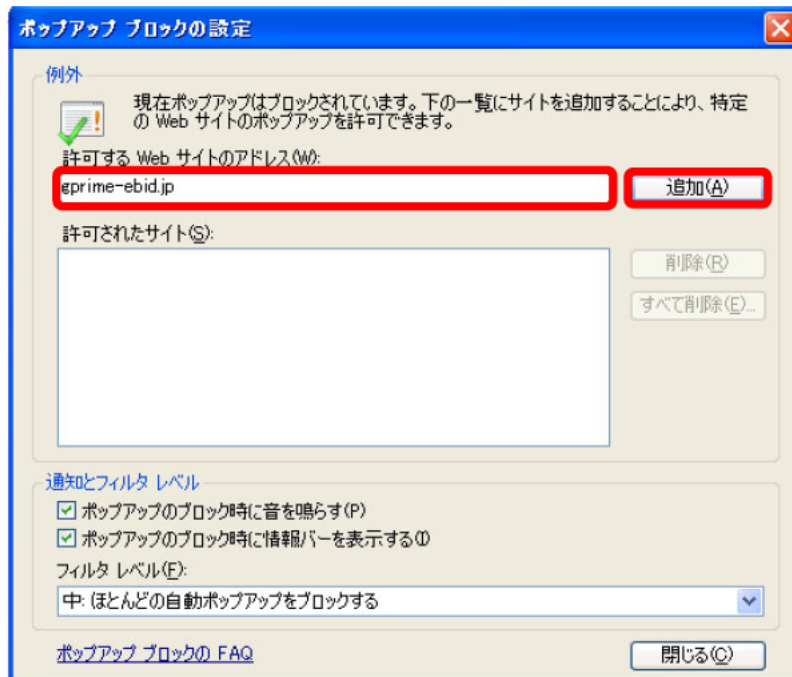 ポップアップ ブロックの設定
例外
現在ポップアップはブロックされています。下の一覧にサイトを追加することにより、特定
の Web サイトのポップアップを許可できます。
許可する Web サイトのアドレス(W):
gprime-ebid.jp
追加(A)
許可されたサイト(S):
削除(R)
すべて削除(E)...
通知とフィルタ レベル
ポップアップのブロック時に音を鳴らす(P)
ポップアップのブロック時に情報バーを表示する(I)
フィルタ レベル(F):
中: ほとんどの自動ポップアップをブロックする
ポップアップ ブロックの FAQ
閉じる(C)